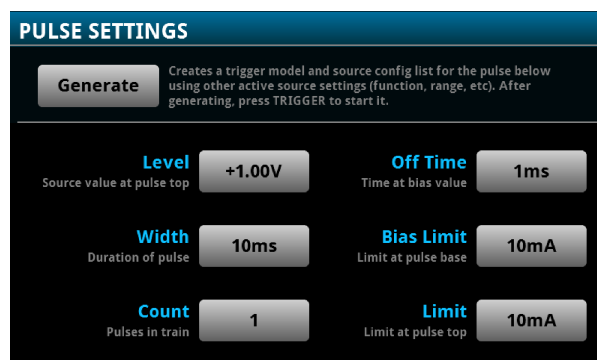 PULSE SETTINGS
Generate
Creates a trigger model and source config list for the pulse below
using other active source settings (function, range, etc). After
generating, press TRIGGER to start it.
Level
Source value at pulse top
+1.00V
Off Time
Time at bias value
1ms
Width
Duration of pulse
10ms
Bias Limit
Limit at pulse base
10mA
Count
Pulses in train
1
Limit
Limit at pulse top
10mA